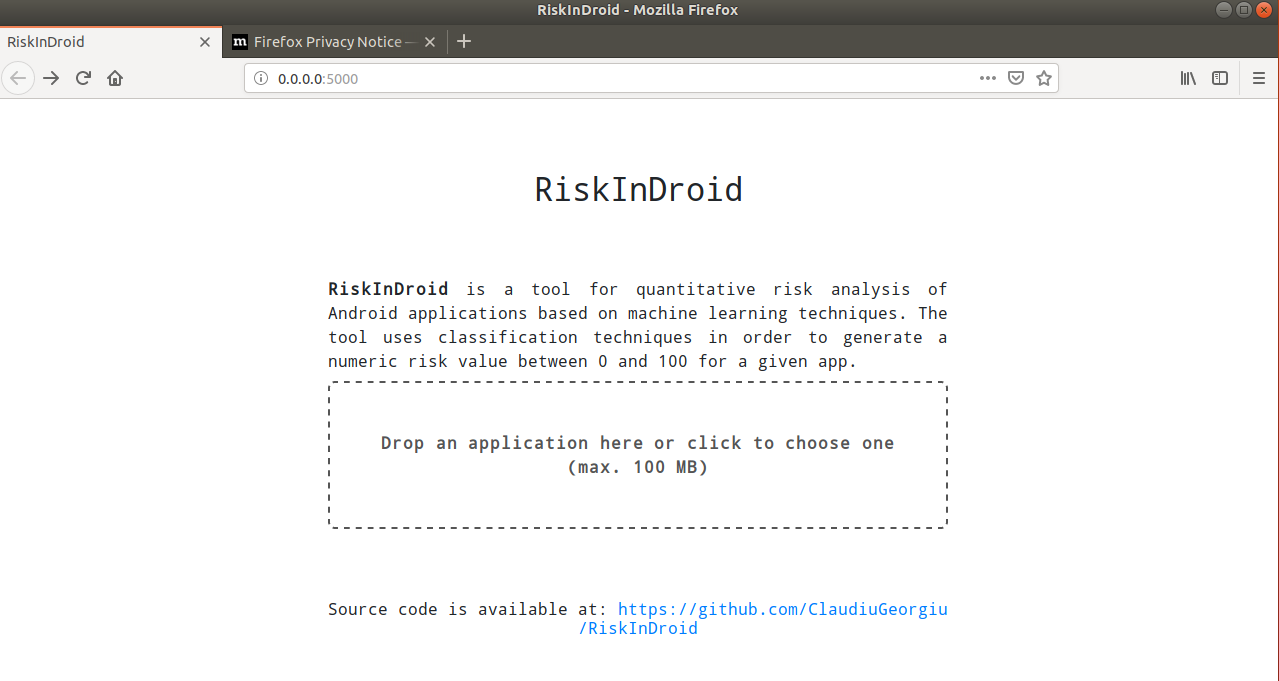 RiskInDroid - Mozilla Firefox
RiskInDroid
m Firefox Privacy Notice —
0.0.0.0:5000
RiskInDroid
RiskInDroid is a tool for quantitative risk analysis of
Android applications based on machine learning techniques. The
tool uses classification techniques in order to generate a
numeric risk value between 0 and 100 for a given app.
Drop an application here or click to choose one
(max. 100 MB)
Source code is available at: https://github.com/ClaudiuGeorgiu
/RiskInDroid